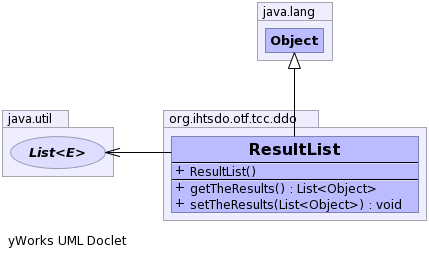 java.lang
Object
java.util
List<E>
org.ihtsdo.otf.tcc.ddo
ResultList
+ ResultList()
+ getTheResults() : List<Object>
+ setTheResults(List<Object>) : void
yWorks UML Doclet